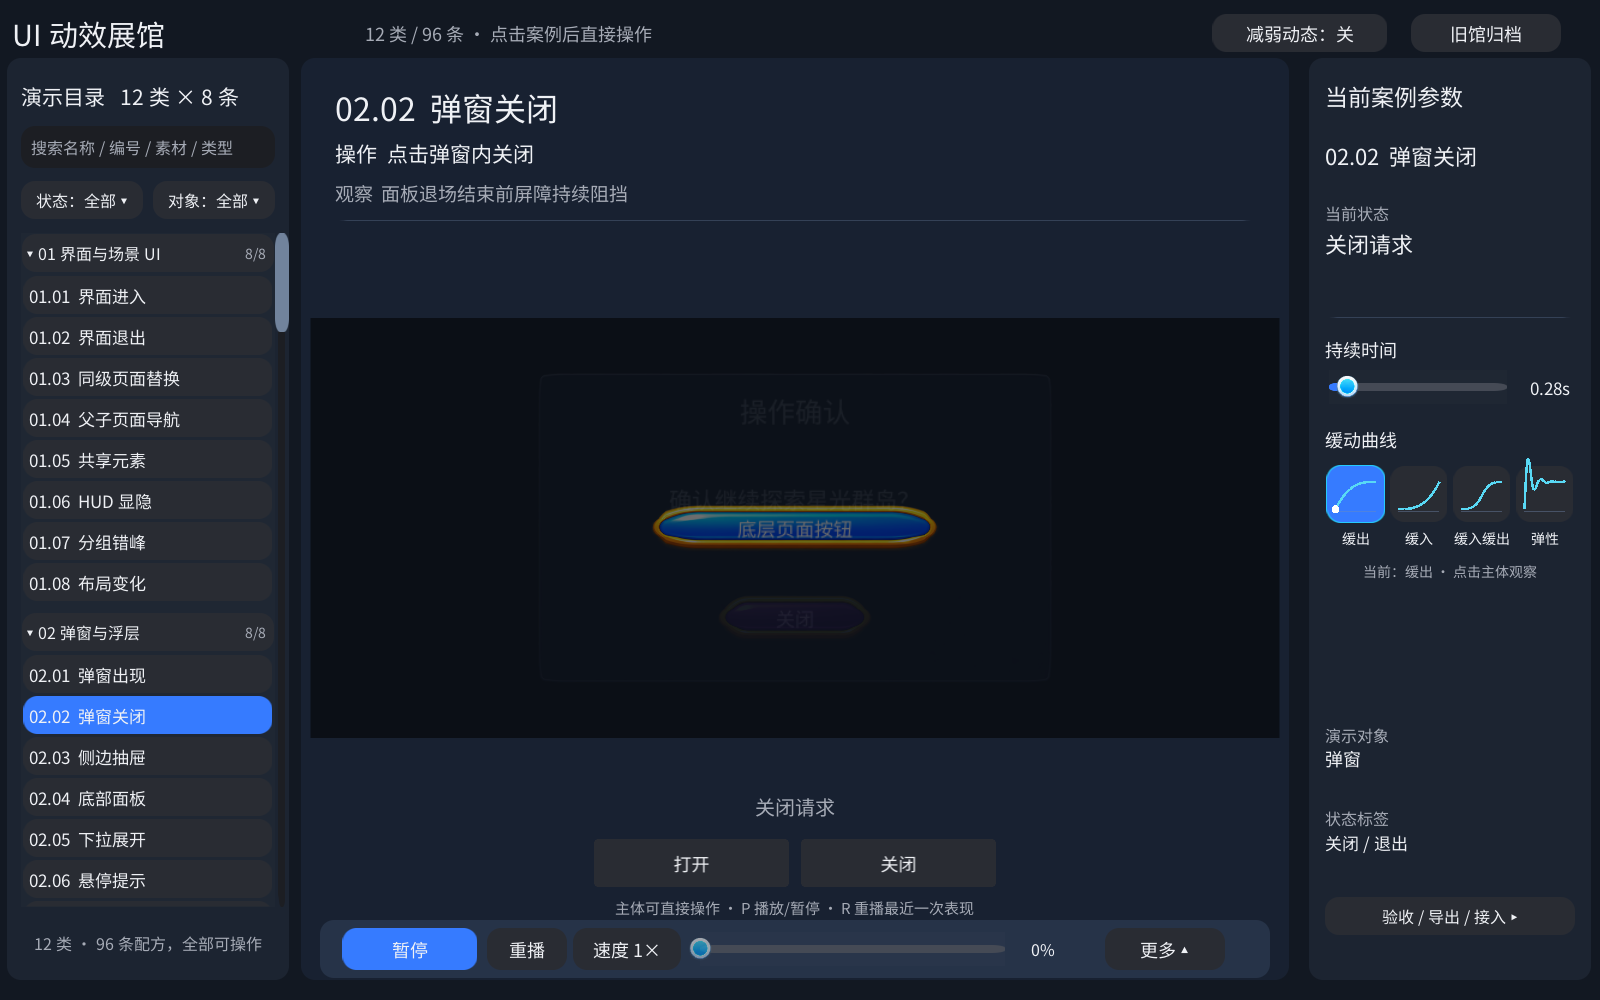 UI 动效展馆
12 类 / 96 条 · 点击案例后直接操作
减弱动态：关
旧馆归档
演示目录 12 类 × 8 条
搜索名称 / 编号 / 素材 / 类型
状态：全部 ▾
对象：全部 ▾
▾ 01 界面与场景 UI 8/8
01.01 界面进入
01.02 界面退出
01.03 同级页面替换
01.04 父子页面导航
01.05 共享元素
01.06 HUD 显隐
01.07 分组错峰
01.08 布局变化
▾ 02 弹窗与浮层 8/8
02.01 弹窗出现
02.02 弹窗关闭
02.03 侧边抽屉
02.04 底部面板
02.05 下拉展开
02.06 悬停提示
12 类 · 96 条配方，全部可操作
02.02 弹窗关闭
操作 点击弹窗内关闭
观察 面板退场结束前屏障持续阻挡
操作确认
确认继续探索星光群岛？
底层页面按钮
关闭
关闭请求
打开
关闭
主体可直接操作 · P 播放/暂停 · R 重播最近一次表现
暂停
重播
速度 1×
0%
更多 ▴
当前案例参数
02.02 弹窗关闭
当前状态
关闭请求
持续时间
0.28s
缓动曲线
缓出
缓入
缓入缓出
弹性
当前：缓出 · 点击主体观察
演示对象
弹窗
状态标签
关闭 / 退出
验收 / 导出 / 接入 ▸